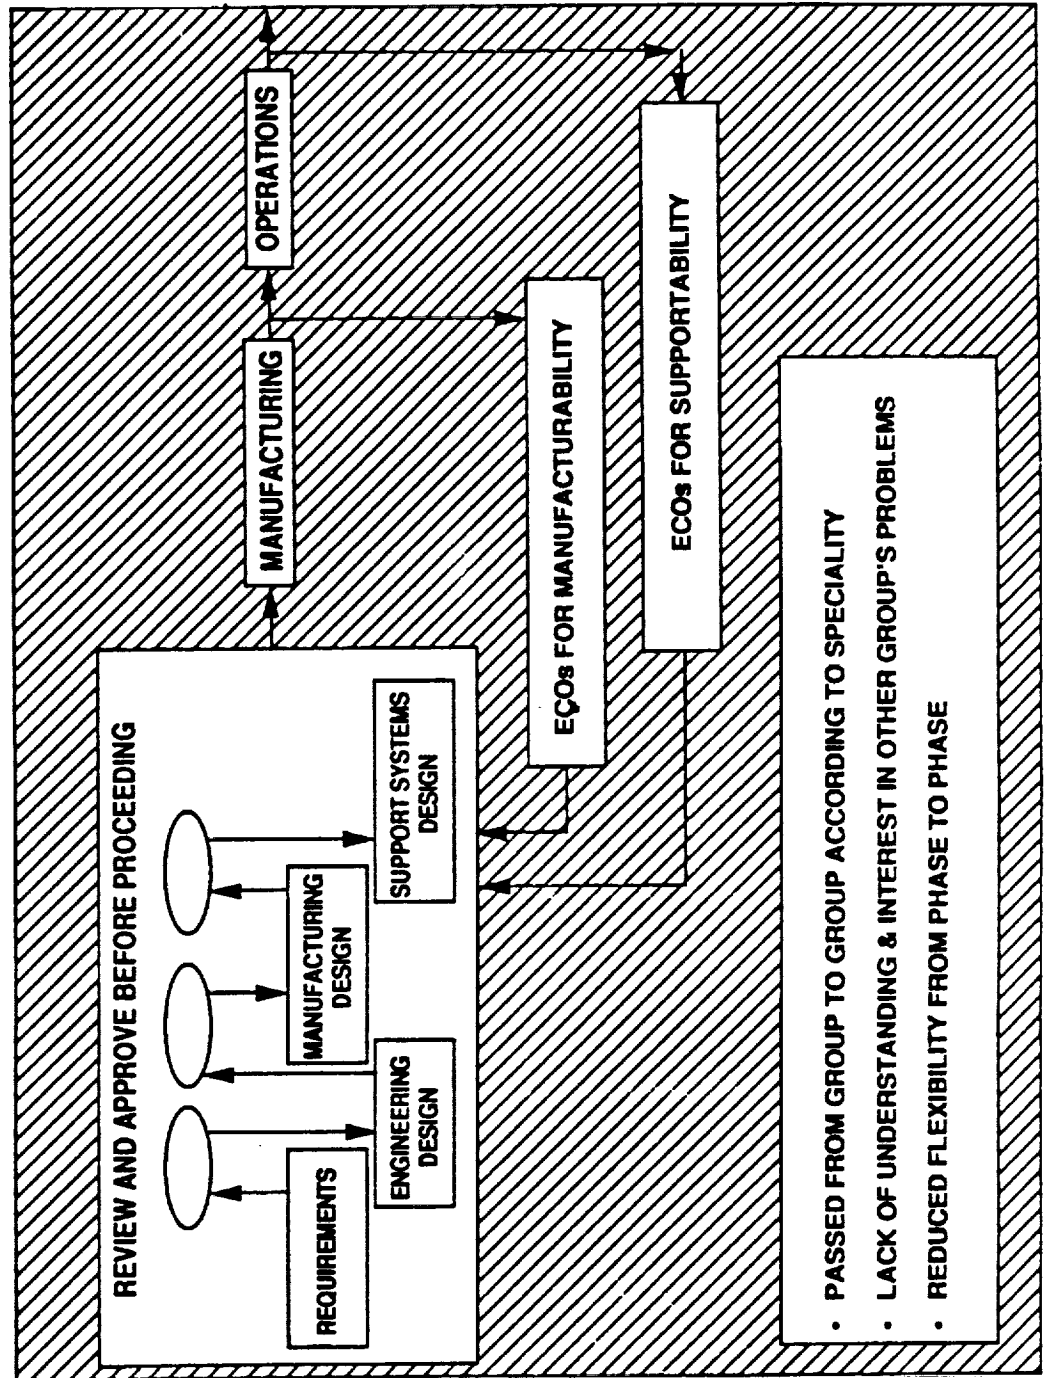 REVIEW AND APPROVE BEFORE PROCEEDING
REQUIREMENTS
ENGINEERING
DESIGN
MANUFACTURING
DESIGN
SUPPORT SYSTEMS
DESIGN
MANUFACTURING
OPERATIONS
ECOs FOR MANUFACTURABILITY
ECOs FOR SUPPORTABILITY
• PASSED FROM GROUP TO GROUP ACCORDING TO SPECIALITY
• LACK OF UNDERSTANDING & INTEREST IN OTHER GROUP'S PROBLEMS
• REDUCED FLEXIBILITY FROM PHASE TO PHASE